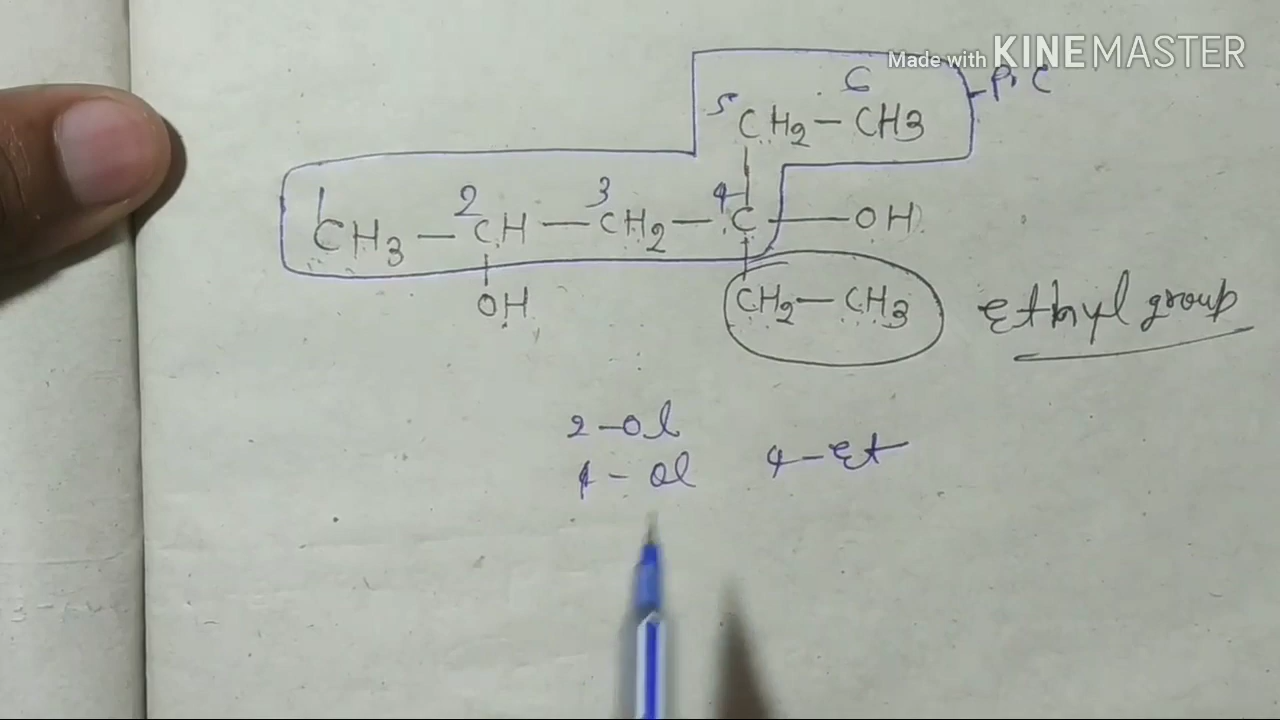 Made with KINEMASTER
5 6 P.C
CH2 — CH3
1 2 3 4
CH3 — CH — CH2 — C — OH
OH CH2 — CH3 Ethyl group
2-ol
4-ol 4-Et